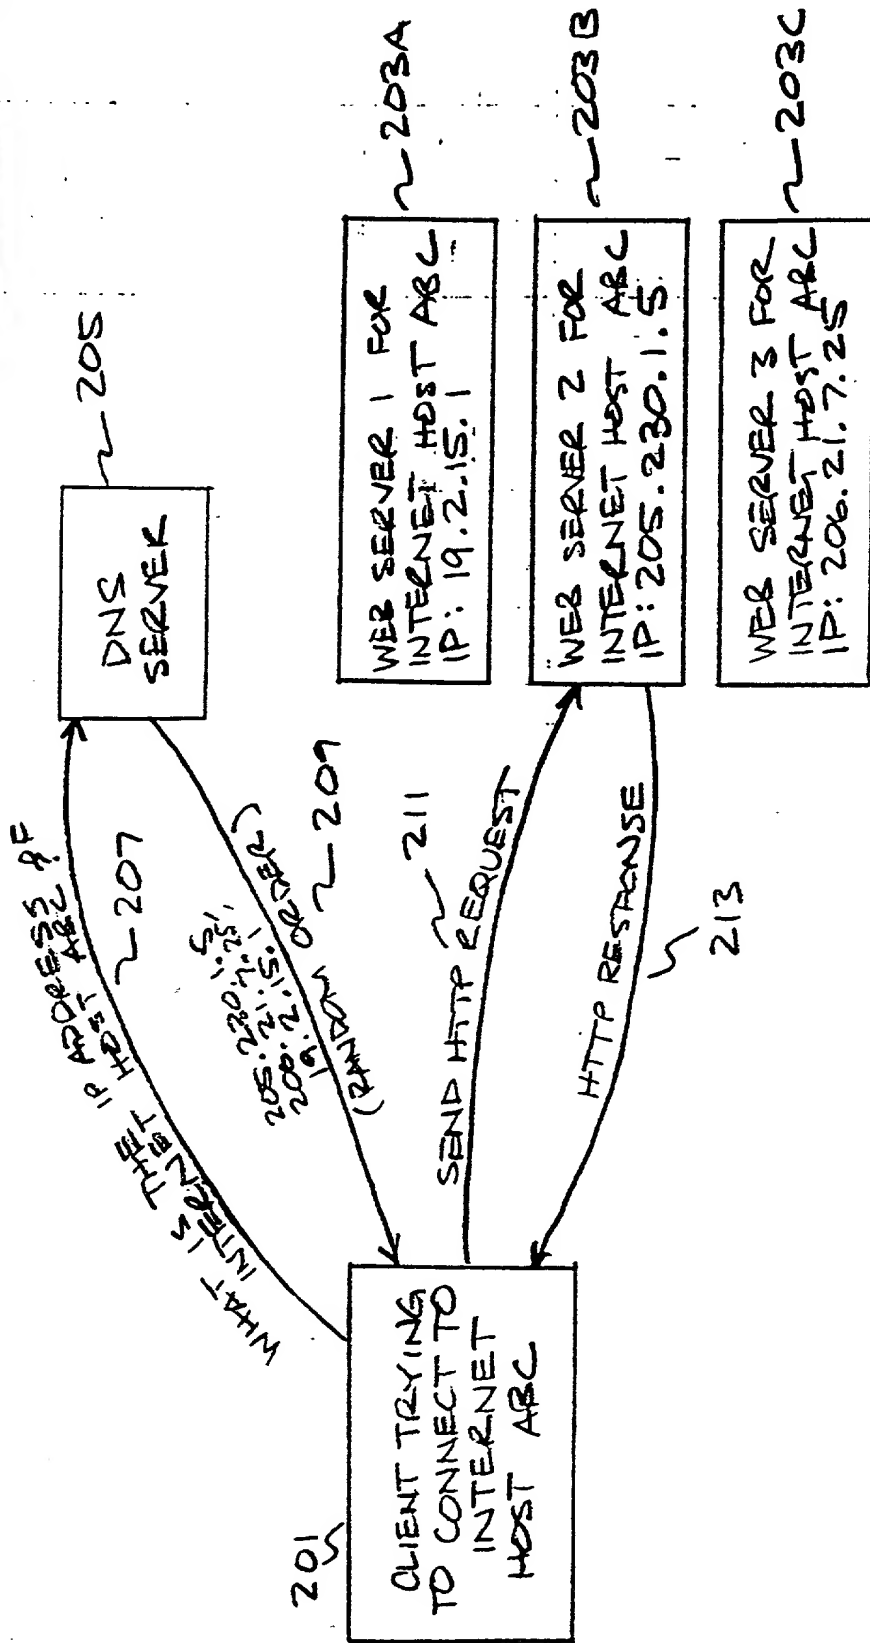 201
CLIENT TRYING
TO CONNECT TO
INTERNET
HOST ABC
WHAT IS THE IP ADDRESS OF
INTERNET HOST ABC?
207
DNS
SERVER
205
205.230.1.5,
206.21.7.25,
19.2.15.1
(RANDOM ORDER)
209
SEND HTTP REQUEST
211
HTTP RESPONSE
213
WEB SERVER 1 FOR
INTERNET HOST ABC
IP: 19.2.15.1
203A
WEB SERVER 2 FOR
INTERNET HOST ABC
IP: 205.230.1.5
203B
WEB SERVER 3 FOR
INTERNET HOST ABC
IP: 206.21.7.25
203C